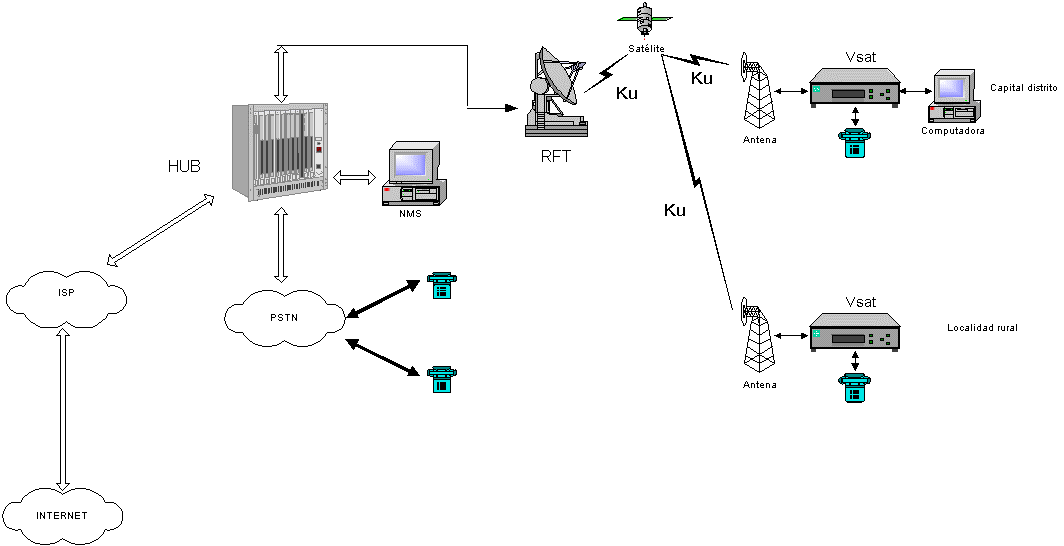 Satélite
Vsat
Ku
Ku
Capital distrito
Computadora
Antena
RFT
HUB
NMS
Ku
ISP
PSTN
Vsat
Localidad rural
Antena
INTERNET